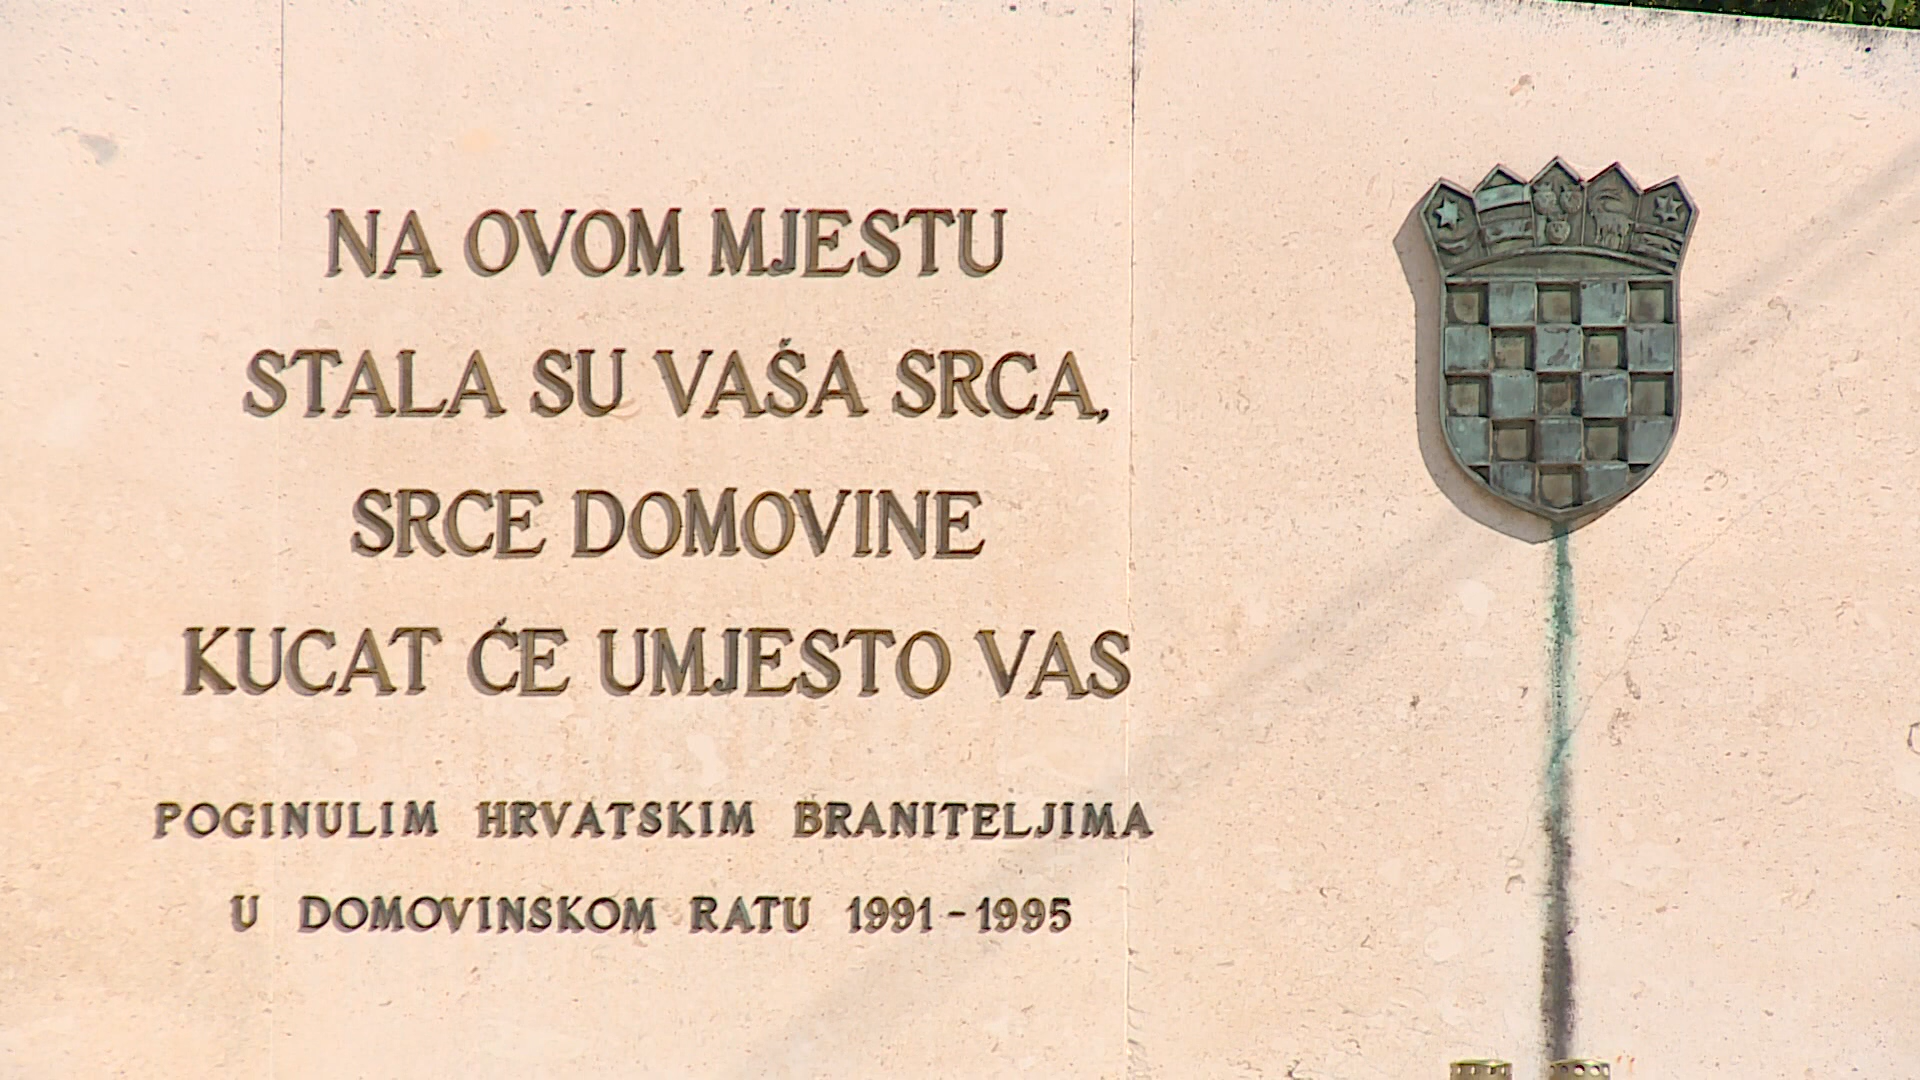 NA OVOM MJESTU
STALA SU VAŠA SRCA,
SRCE DOMOVINE
KUCAT ĆE UMJESTO VAS
POGINULIM HRVATSKIM BRANITELJIMA
U DOMOVINSKOM RATU 1991-1995